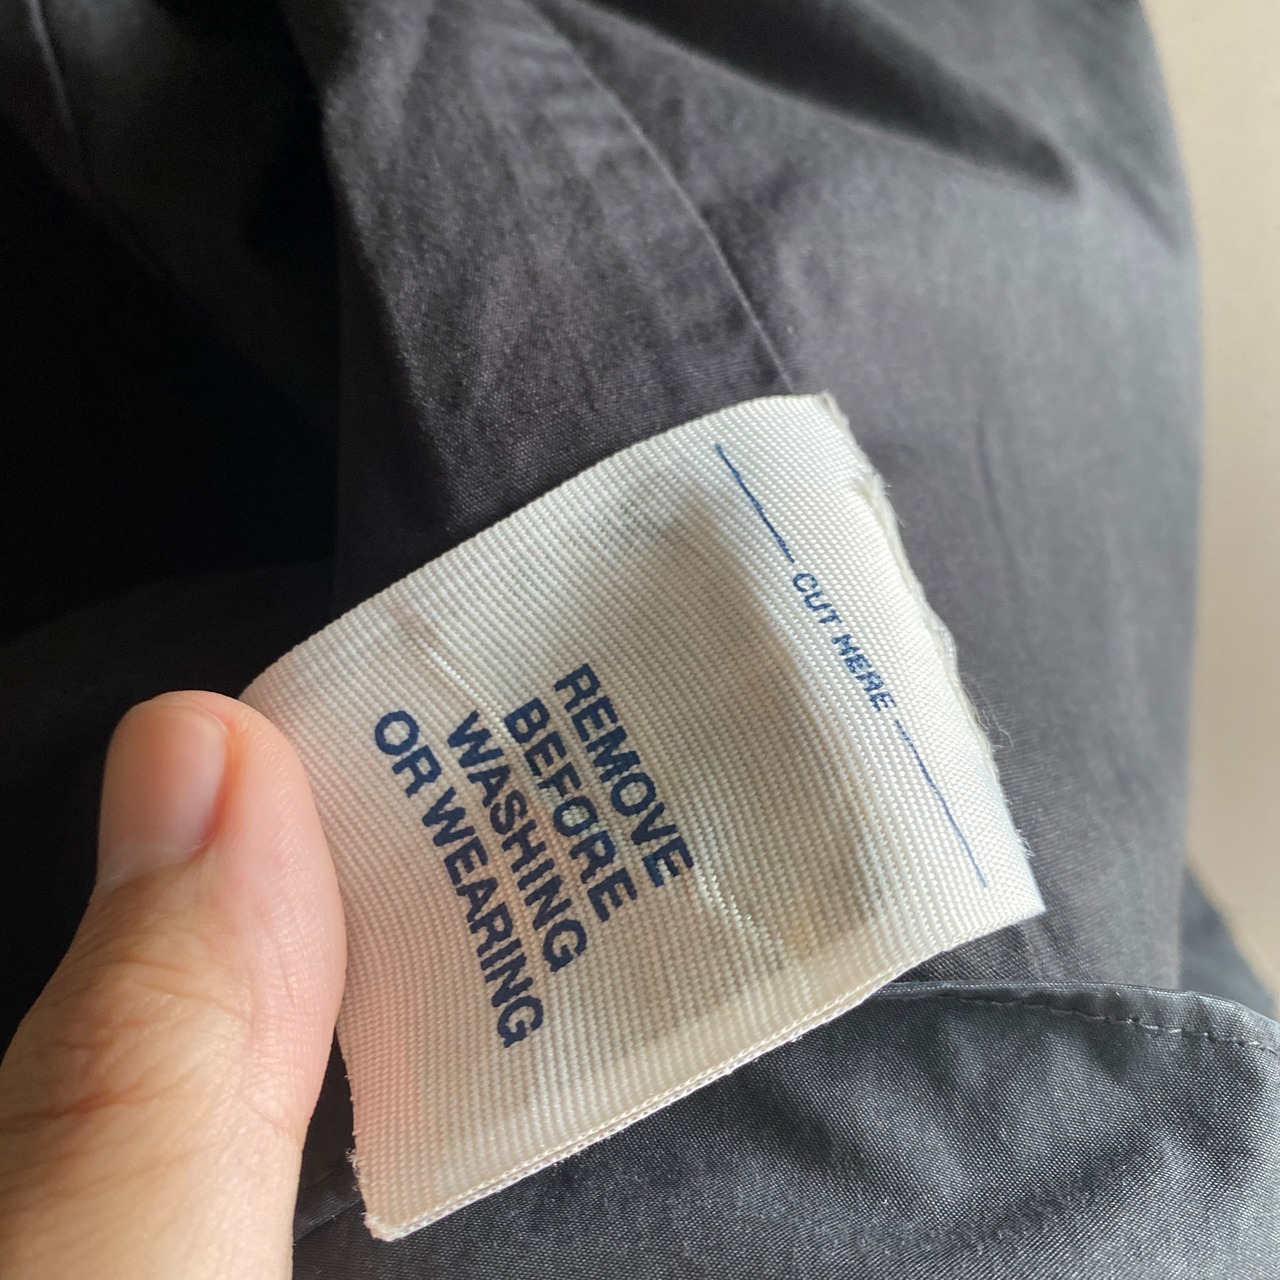 CUT HERE
REMOVE
BEFORE
WASHING
OR WEARING